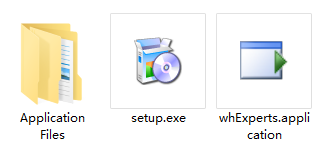 Application
Files
setup.exe
whExperts.appli
cation